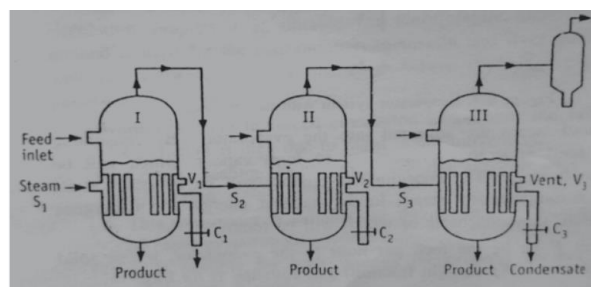 I
II
III
Feed
inlet
Steam
S1
V1
S2
V2
S3
Vent, V3
C1
C2
C3
Product
Product
Product
Condensate